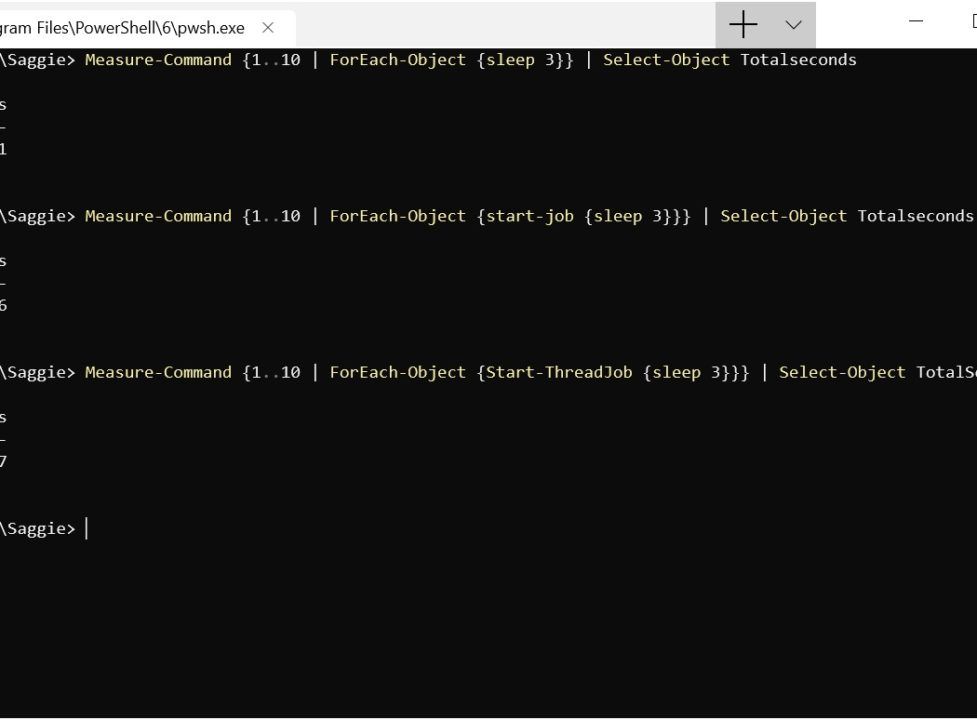 gram Files\PowerShell\6\pwsh.exe
\Saggie> Measure-Command {1..10 | ForEach-Object {sleep 3}} | Select-Object Totalseconds
s
-
1
\Saggie> Measure-Command {1..10 | ForEach-Object {start-job {sleep 3}}} | Select-Object Totalseconds
s
-
6
\Saggie> Measure-Command {1..10 | ForEach-Object {Start-ThreadJob {sleep 3}}} | Select-Object TotalS
s
-
7
\Saggie>